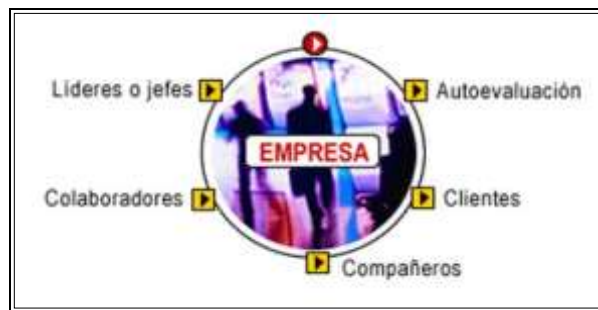 Líderes o jefes
Autoevaluación
EMPRESA
Colaboradores
Clientes
Compañeros